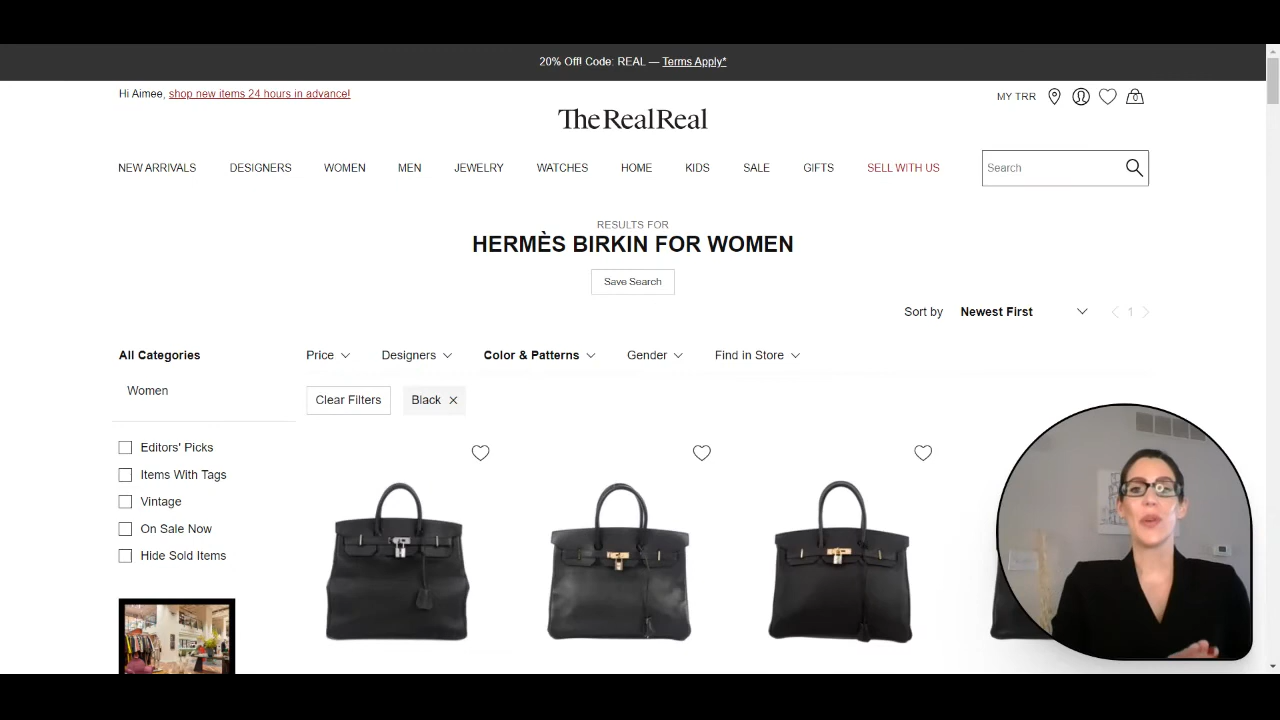 20% Off! Code: REAL — Terms Apply*
Hi Aimee, shop new items 24 hours in advance!
MY TRR
0
The RealReal
NEW ARRIVALS DESIGNERS WOMEN MEN JEWELRY WATCHES HOME KIDS SALE GIFTS SELL WITH US
Search
RESULTS FOR
HERMÈS BIRKIN FOR WOMEN
Save Search
Sort by Newest First
1
All Categories
Price Designers Color & Patterns Gender Find in Store
Women
Clear Filters Black
Editors' Picks
Items With Tags
Vintage
On Sale Now
Hide Sold Items